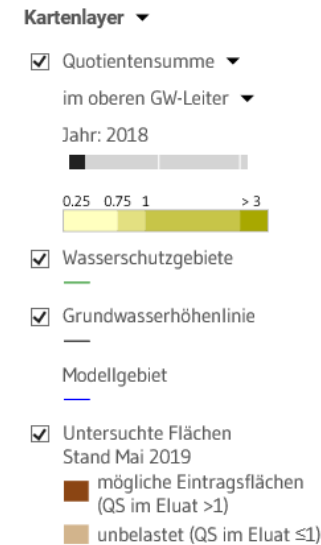 Kartenlayer
Quotientensumme
im oberen GW-Leiter
Jahr: 2018
0.25 0.75 1 > 3
Wasserschutzgebiete
Grundwasserhöhenlinie
Modellgebiet
Untersuchte Flächen
Stand Mai 2019
mögliche Eintragsflächen
(QS im Eluat >1)
unbelastet (QS im Eluat ≤1)